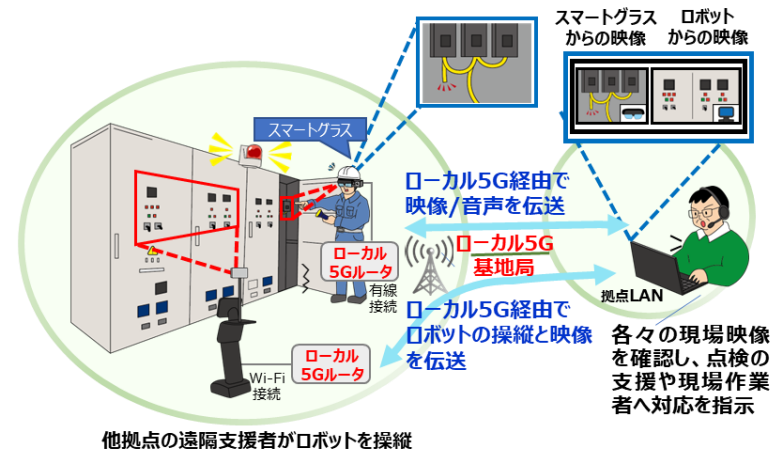 スマートグラス
からの映像
ロボット
からの映像
スマートグラス
ローカル5G経由で
映像/音声を伝送
ローカル5G
基地局
ローカル
5Gルータ
有線
接続
拠点LAN
ローカル5G経由で
ロボットの操縦と映像
を伝送
各々の現場映像
を確認し、点検の
支援や現場作業
者へ対応を指示
ローカル
5Gルータ
Wi-Fi
接続
他拠点の遠隔支援者がロボットを操縦